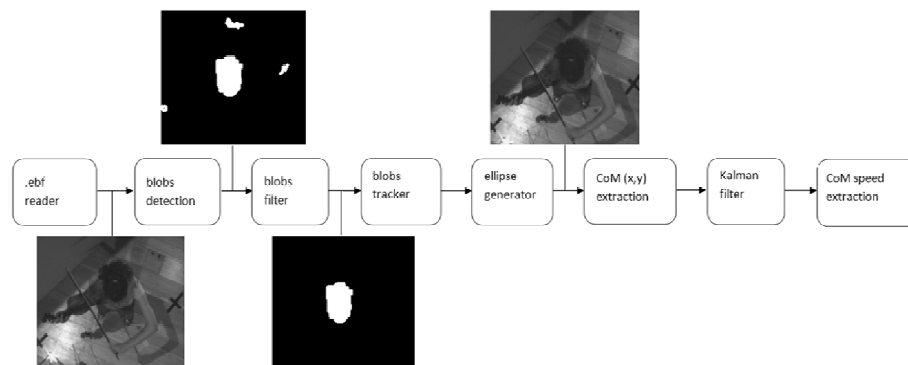 .ebf
reader
blobs
detection
blobs
filter
blobs
tracker
ellipse
generator
CoM (x,y)
extraction
Kalman
filter
CoM speed
extraction